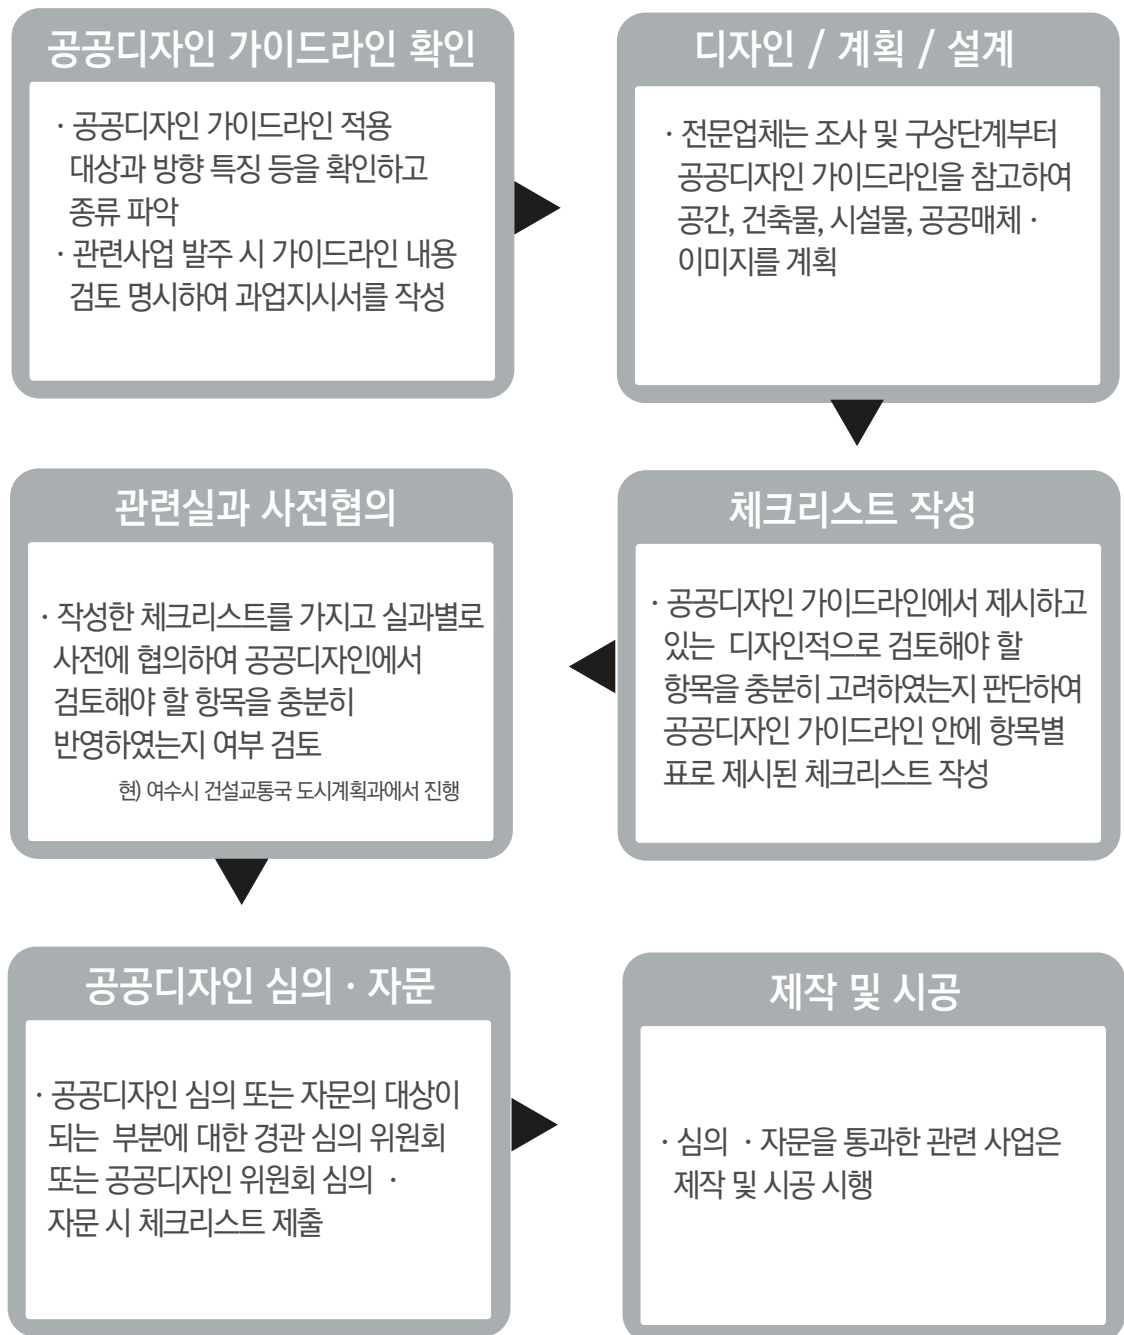 공공디자인 가이드라인 확인
· 공공디자인 가이드라인 적용
대상과 방향 특징 등을 확인하고
종류 파악
· 관련사업 발주 시 가이드라인 내용
검토 명시하여 과업지시서를 작성
디자인 / 계획 / 설계
· 전문업체는 조사 및 구상단계부터
공공디자인 가이드라인을 참고하여
공간, 건축물, 시설물, 공공매체 ·
이미지를 계획
체크리스트 작성
· 공공디자인 가이드라인에서 제시하고
있는 디자인적으로 검토해야 할
항목을 충분히 고려하였는지 판단하여
공공디자인 가이드라인 안에 항목별
표로 제시된 체크리스트 작성
관련실과 사전협의
· 작성한 체크리스트를 가지고 실과별로
사전에 협의하여 공공디자인에서
검토해야 할 항목을 충분히
반영하였는지 여부 검토
현) 여수시 건설교통국 도시계획과에서 진행
공공디자인 심의 · 자문
· 공공디자인 심의 또는 자문의 대상이
되는 부분에 대한 경관 심의 위원회
또는 공공디자인 위원회 심의 ·
자문 시 체크리스트 제출
제작 및 시공
· 심의 · 자문을 통과한 관련 사업은
제작 및 시공 시행